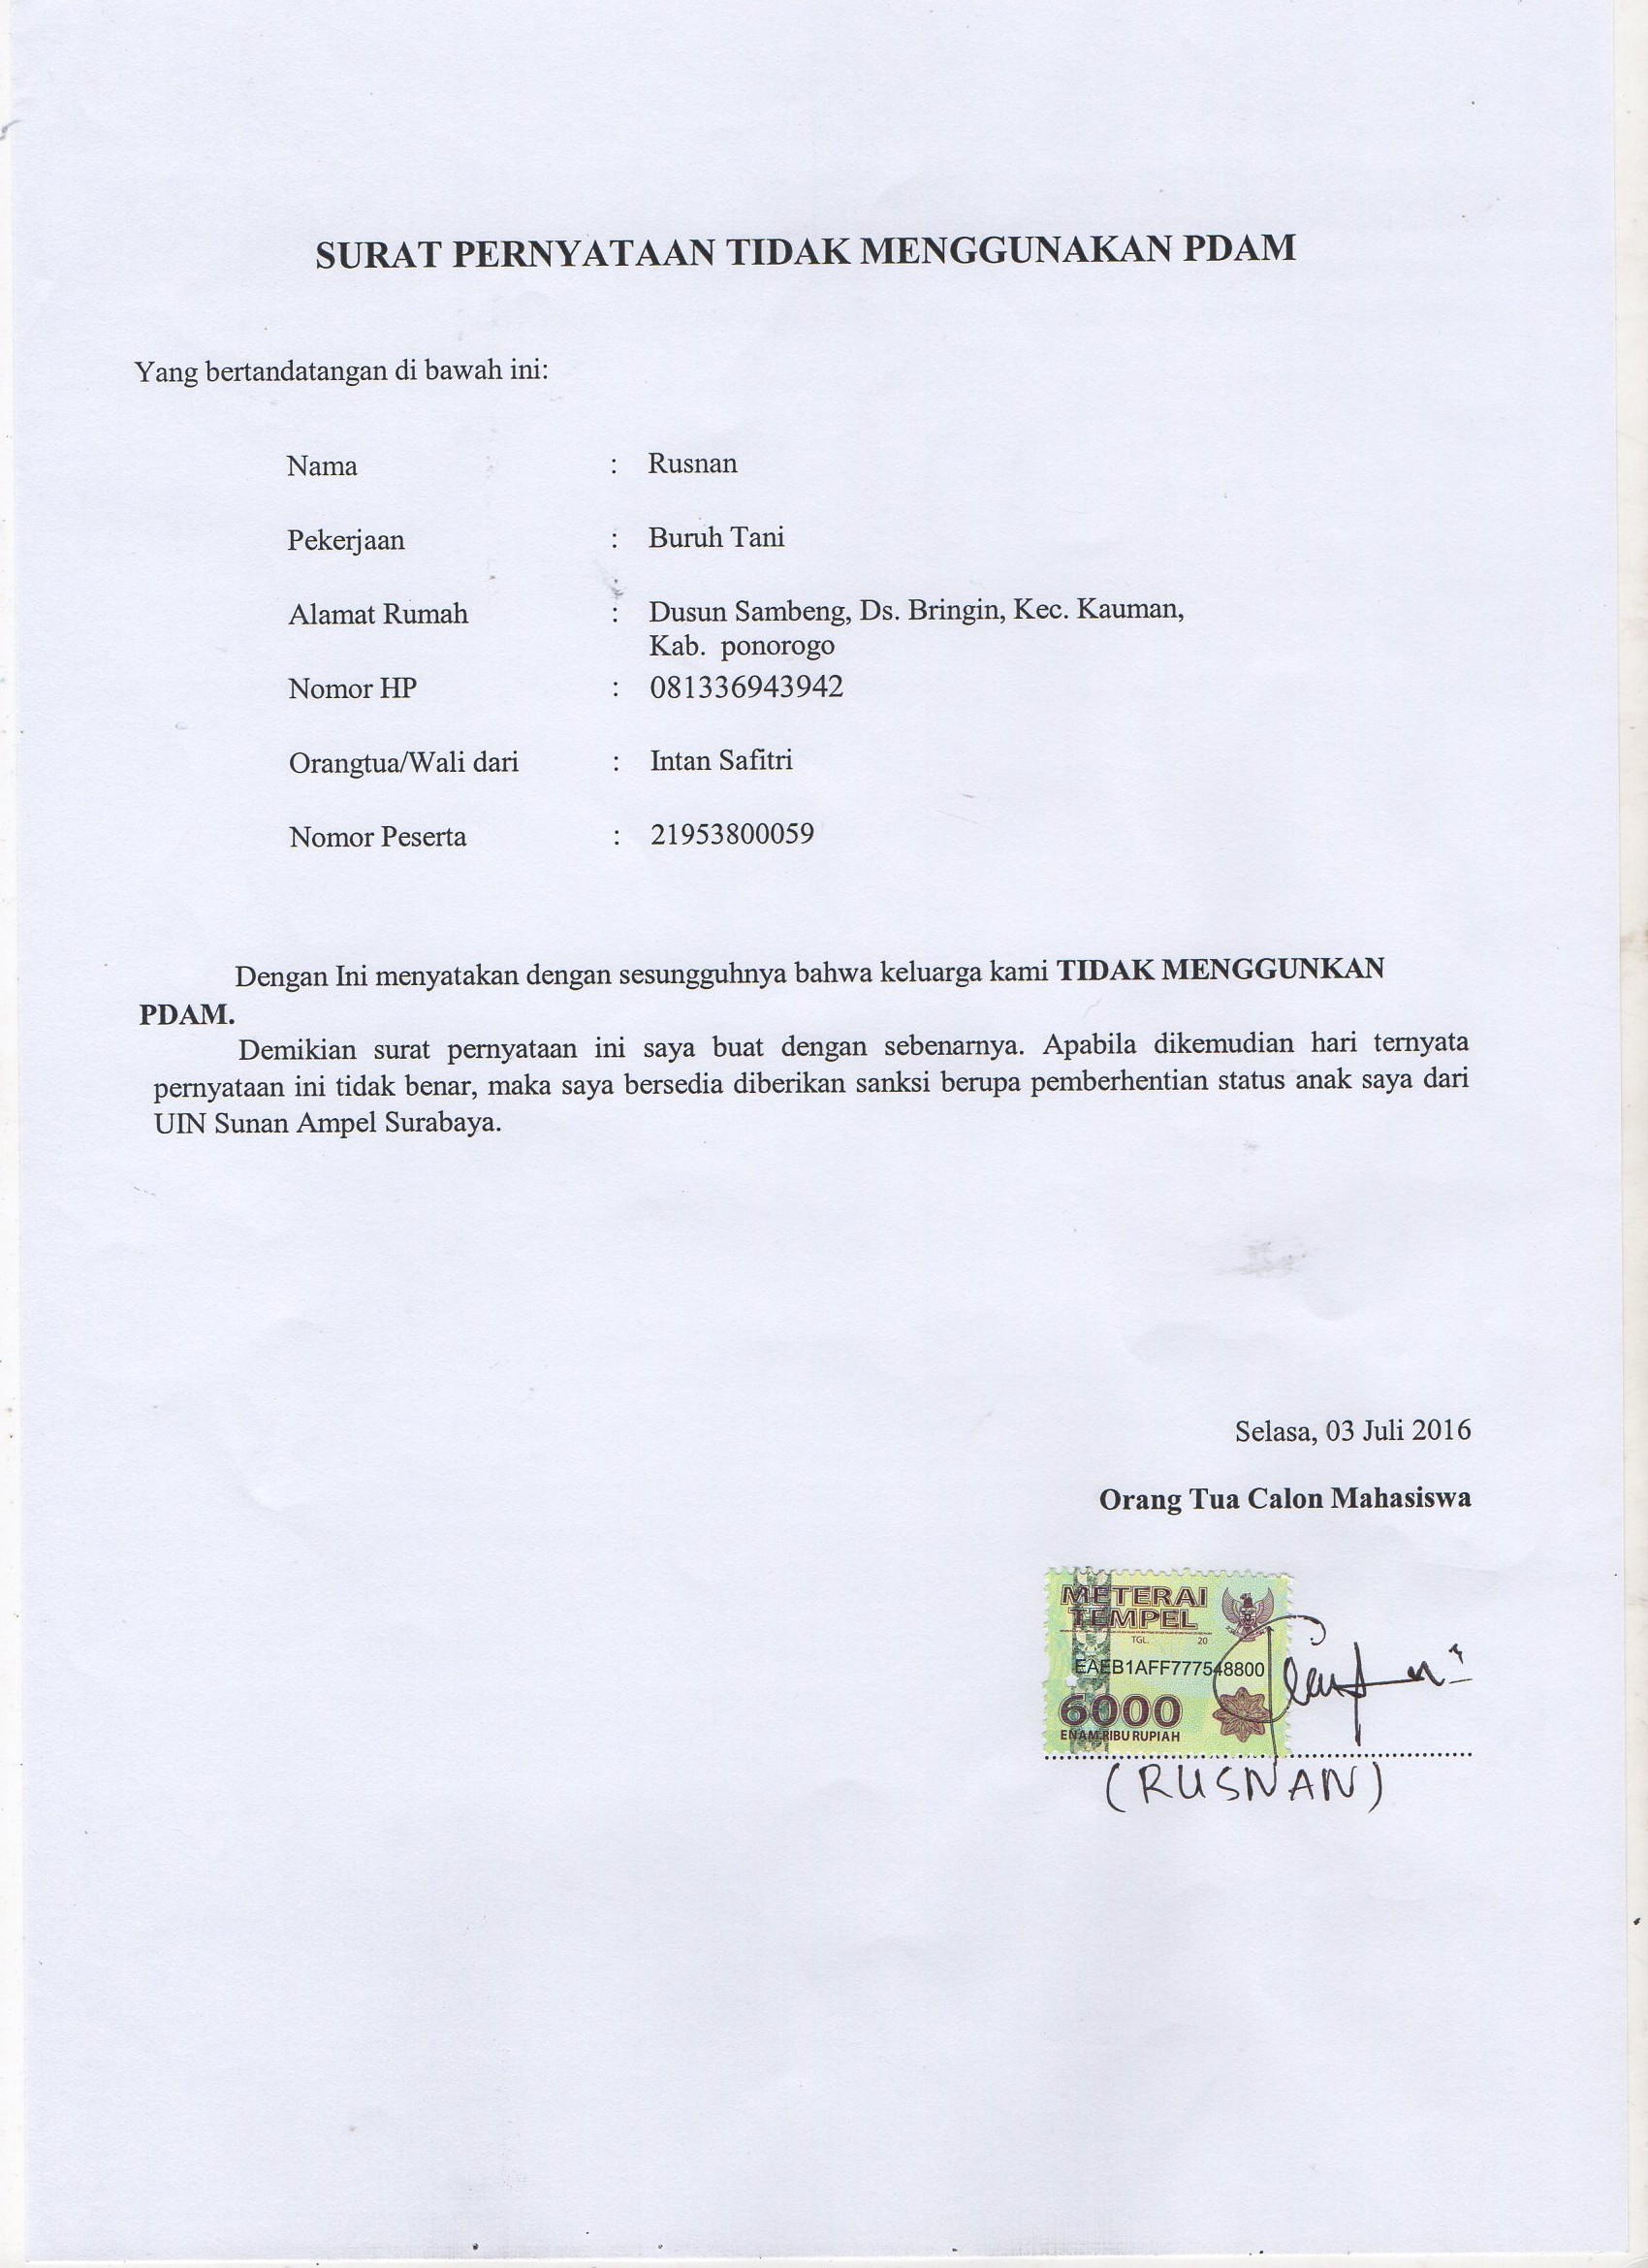 SURAT PERNYATAAN TIDAK MENGGUNAKAN PDAM
Yang bertandatangan di bawah ini:
Nama : Rusnan
Pekerjaan : Buruh Tani
Alamat Rumah : Dusun Sambeng, Ds. Bringin, Kec. Kauman,
Kab. ponorogo
Nomor HP : 081336943942
Orangtua/Wali dari : Intan Safitri
Nomor Peserta : 21953800059
Dengan Ini menyatakan dengan sesungguhnya bahwa keluarga kami TIDAK MENGGUNKAN
PDAM.
Demikian surat pernyataan ini saya buat dengan sebenarnya. Apabila dikemudian hari ternyata
pernyataan ini tidak benar, maka saya bersedia diberikan sanksi berupa pemberhentian status anak saya dari
UIN Sunan Ampel Surabaya.
Selasa, 03 Juli 2016
Orang Tua Calon Mahasiswa
METERAI
TEMPEL
TGL. 20
EAEB1AFF777548800
6000
ENAM RIBU RUPIAH
(RUSNAN)